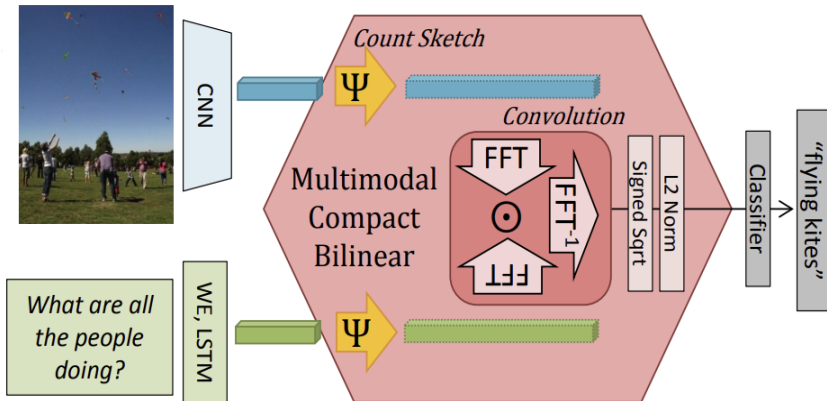 CNN
Count Sketch
Ψ
Multimodal
Compact
Bilinear
Convolution
FFT
⊙
FFT
FFT⁻¹
Signed Sqrt
L2 Norm
Classifier
"flying kites"
What are all
the people
doing?
WE, LSTM
Ψ